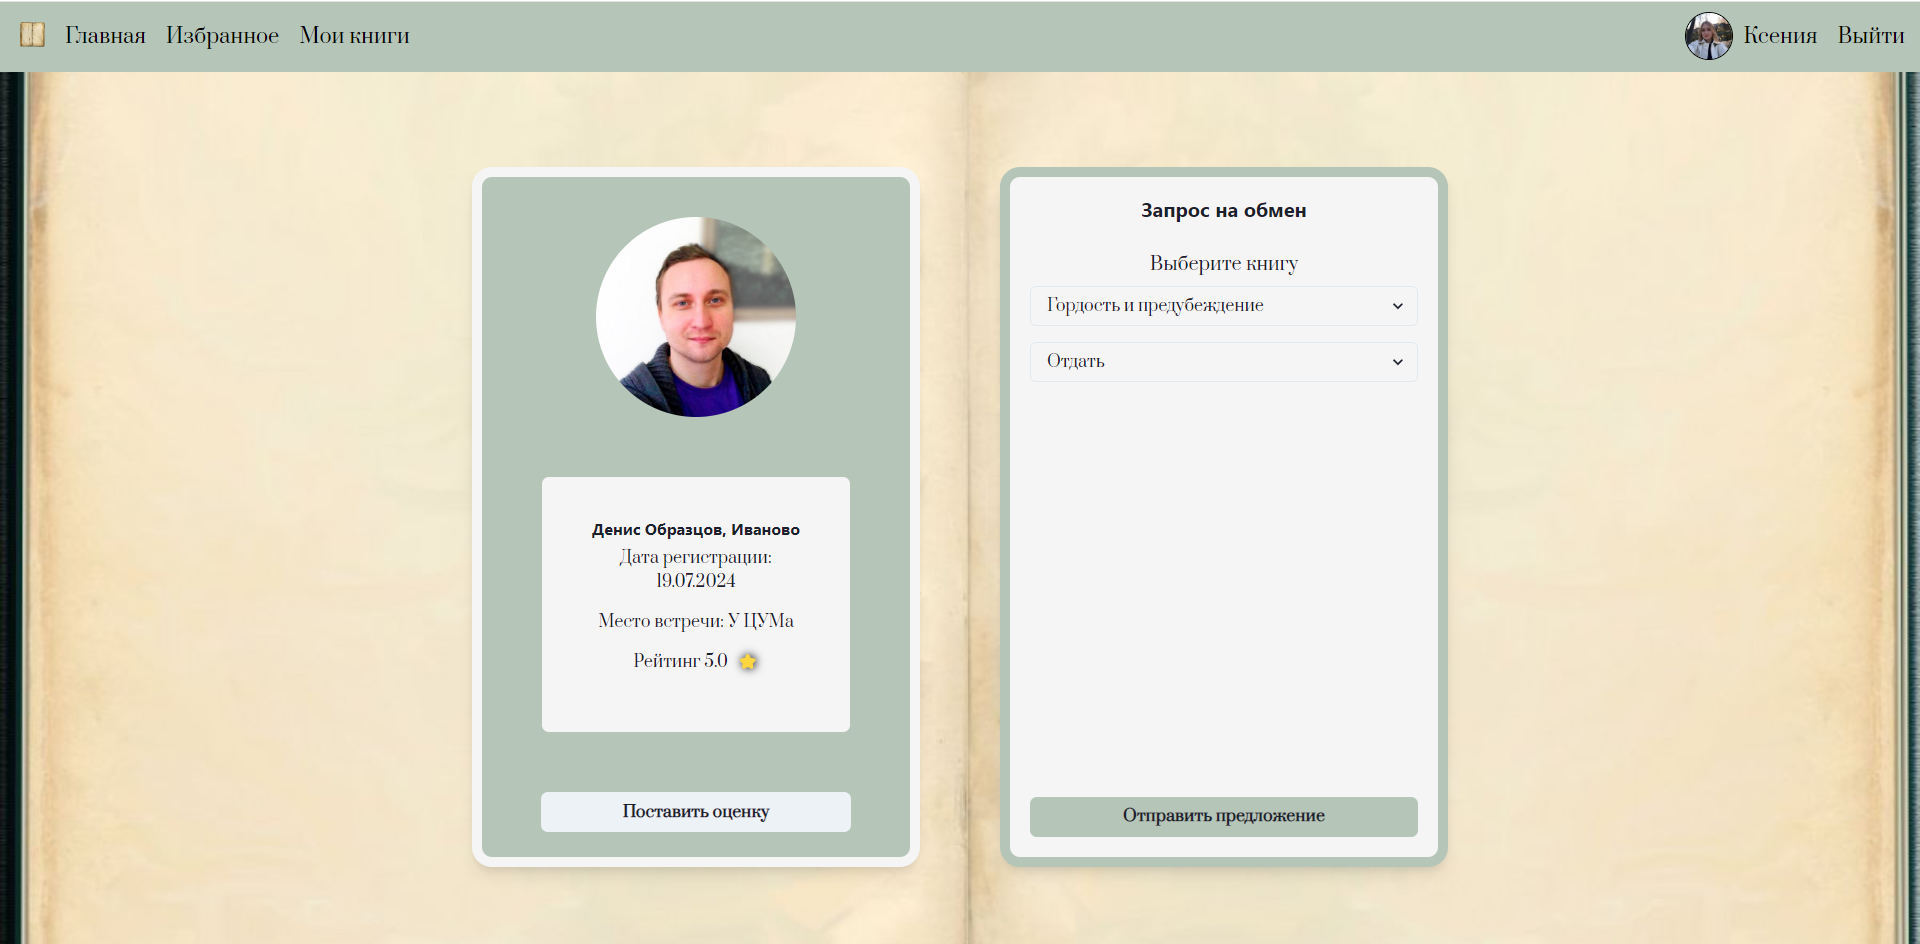 Главная Избранное Мои книги Ксения Выйти
Денис Образцов, Иваново
Дата регистрации:
19.07.2024
Место встречи: У ЦУМа
Рейтинг 5.0
Поставить оценку
Запрос на обмен
Выберите книгу
Гордость и предубеждение
Отдать
Отправить предложение